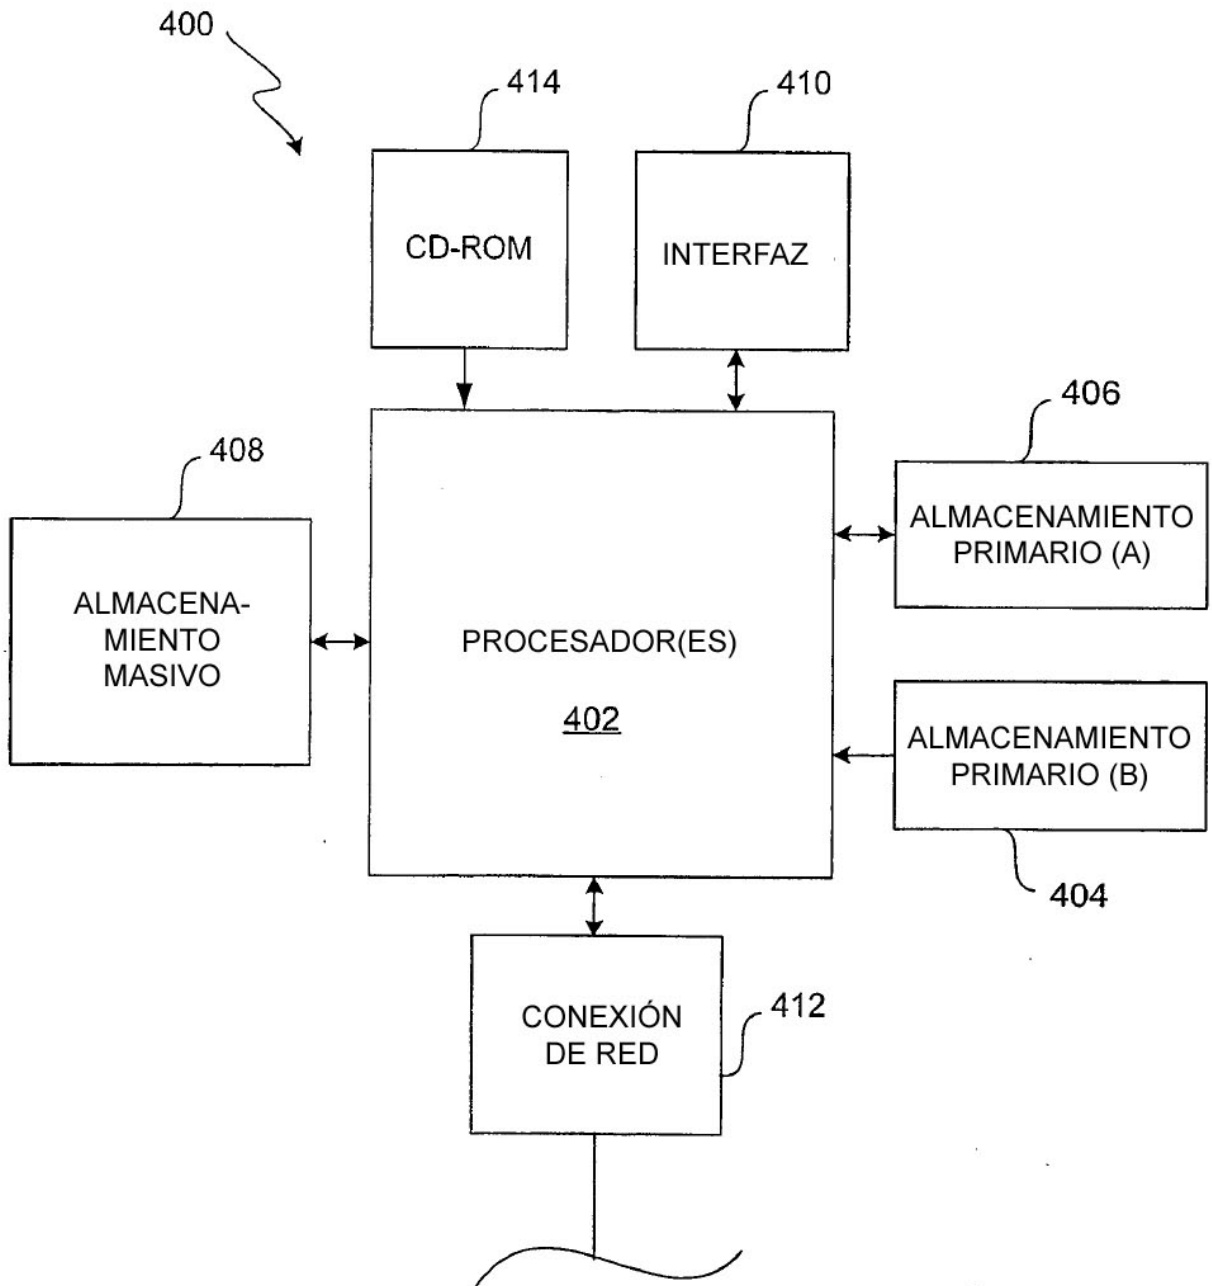 400
414
410
CD-ROM
INTERFAZ
406
408
ALMACENAMIENTO
PRIMARIO (A)
ALMACENA-
MIENTO
MASIVO
PROCESADOR(ES)
402
ALMACENAMIENTO
PRIMARIO (B)
404
CONEXIÓN
DE RED
412